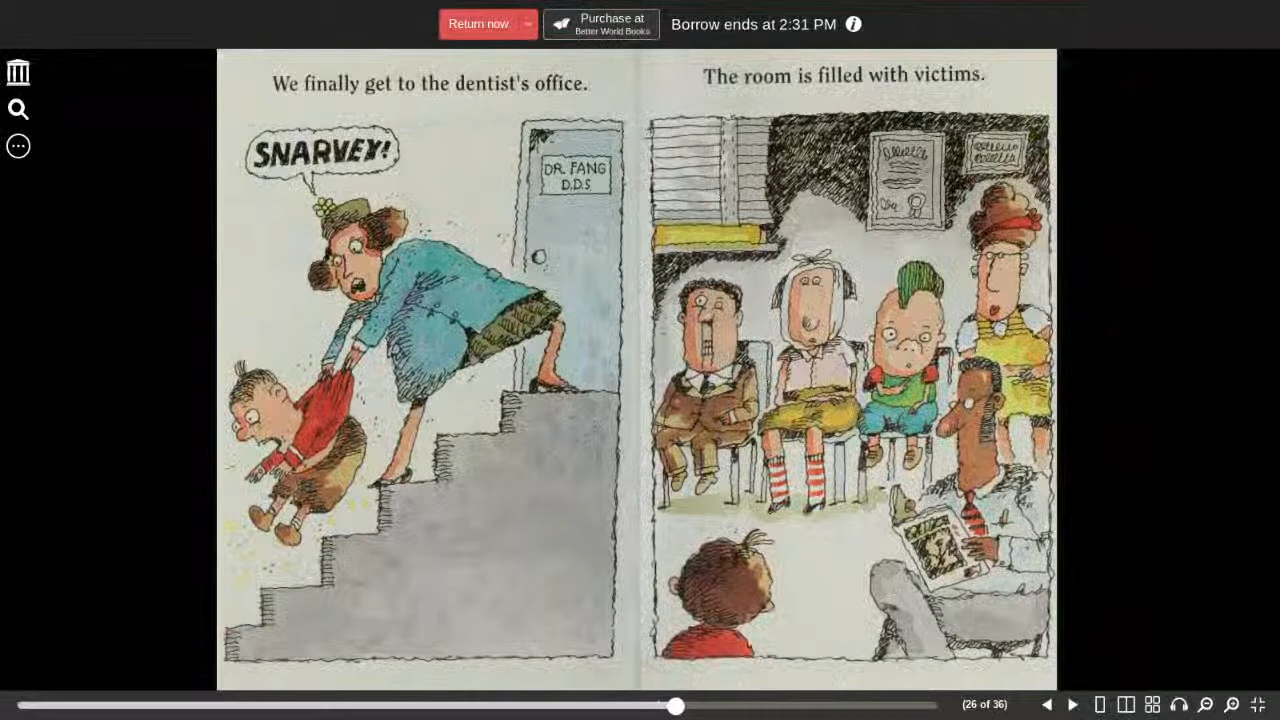 Return now
Purchase at
Better World Books
Borrow ends at 2:31 PM
We finally get to the dentist's office.
SNARVEY!
DR. FANG
D.D.S
The room is filled with victims.
(26 of 36)